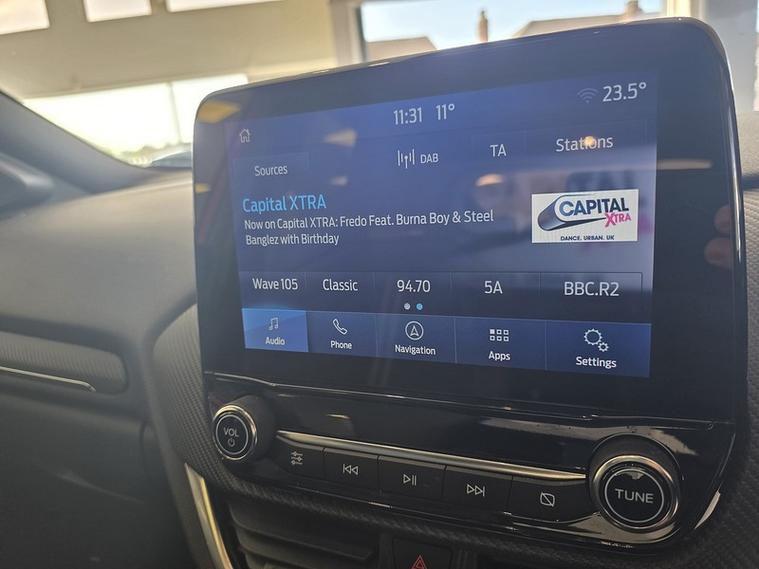 11:31 11° 23.5°
Sources DAB TA Stations
Capital XTRA
Now on Capital XTRA: Fredo Feat. Burna Boy & Steel
Banglez with Birthday
CAPITAL
XTRA
DANCE. URBAN. UK
Wave 105 Classic 94.70 5A BBC.R2
Audio Phone Navigation Apps Settings
VOL
TUNE